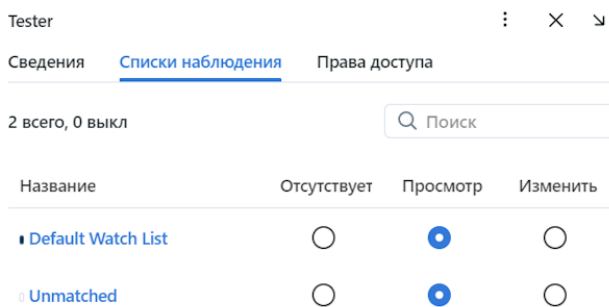 Tester
Сведения Списки наблюдения Права доступа
2 всего, 0 выкл Поиск
Название Отсутствует Просмотр Изменить
Default Watch List
Unmatched